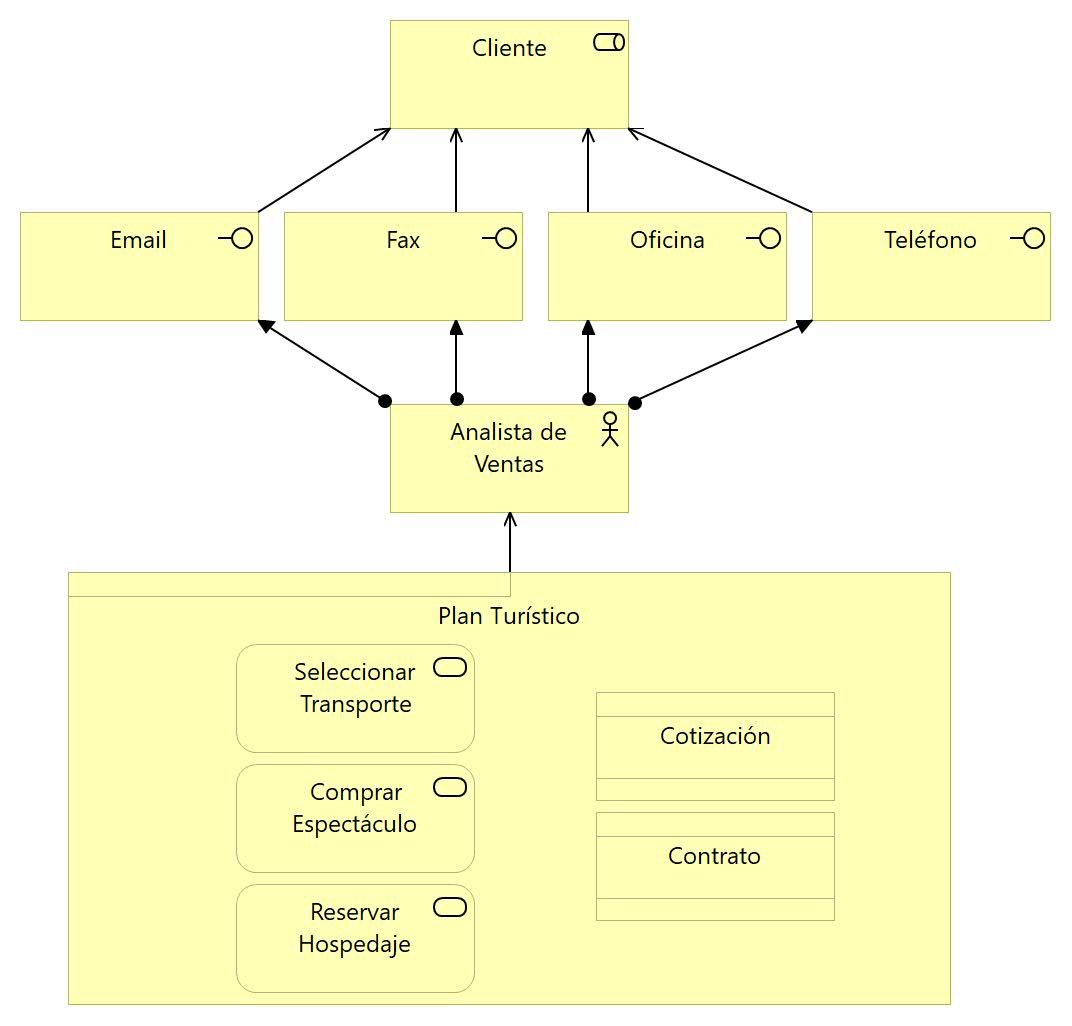 Cliente
Email
Fax
Oficina
Teléfono
Analista de
Ventas
Plan Turístico
Seleccionar
Transporte
Comprar
Espectáculo
Reservar
Hospedaje
Cotización
Contrato